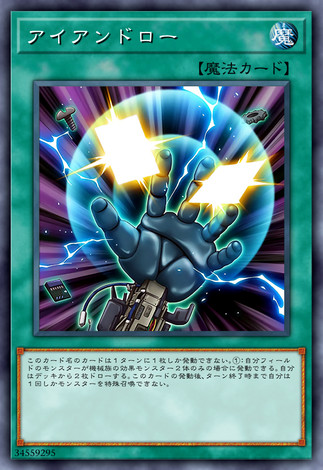 アイアンドロー
魔
【魔法カード】
このカード名のカードは１ターンに１枚しか発動できない。①：自分フィール
ドのモンスターが機械族の効果モンスター２体のみの場合に発動できる。自分
はデッキから２枚ドローする。このカードの発動後、ターン終了時まで自分は
１回しかモンスターを特殊召喚できない。
34559295